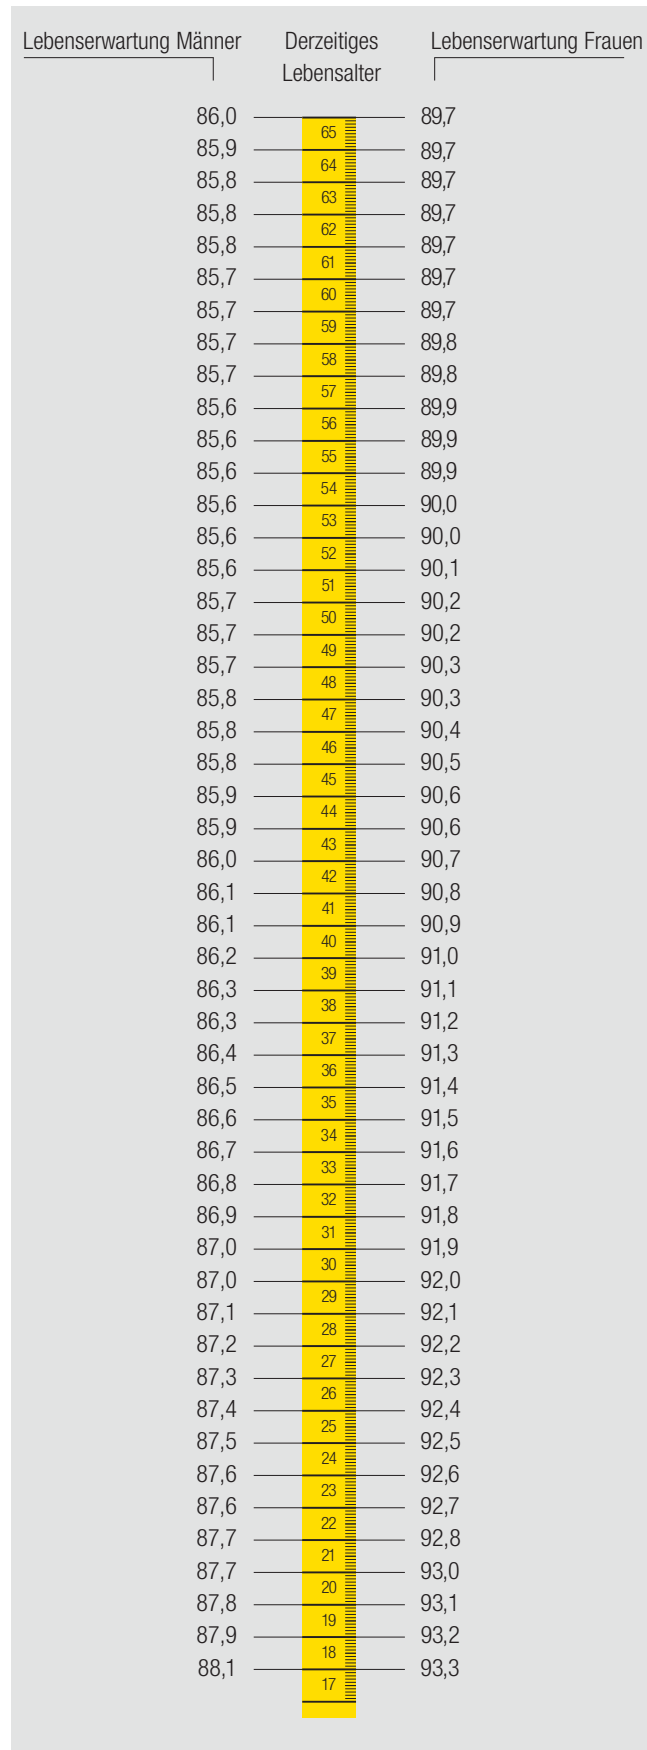 Lebenserwartung Männer Derzeitiges Lebensalter Lebenserwartung Frauen
86,0 65 89,7
85,9 64 89,7
85,8 63 89,7
85,8 62 89,7
85,8 61 89,7
85,7 60 89,7
85,7 59 89,7
85,7 58 89,8
85,7 57 89,8
85,6 56 89,9
85,6 55 89,9
85,6 54 89,9
85,6 53 90,0
85,6 52 90,0
85,6 51 90,1
85,7 50 90,2
85,7 49 90,2
85,7 48 90,3
85,8 47 90,3
85,8 46 90,4
85,8 45 90,5
85,9 44 90,6
85,9 43 90,6
86,0 42 90,7
86,1 41 90,8
86,1 40 90,9
86,2 39 91,0
86,3 38 91,1
86,3 37 91,2
86,4 36 91,3
86,5 35 91,4
86,6 34 91,5
86,7 33 91,6
86,8 32 91,7
86,9 31 91,8
87,0 30 91,9
87,0 29 92,0
87,1 28 92,1
87,2 27 92,2
87,3 26 92,3
87,4 25 92,4
87,5 24 92,5
87,6 23 92,6
87,6 22 92,7
87,7 21 92,8
87,7 20 93,0
87,8 19 93,1
87,9 18 93,2
88,1 17 93,3